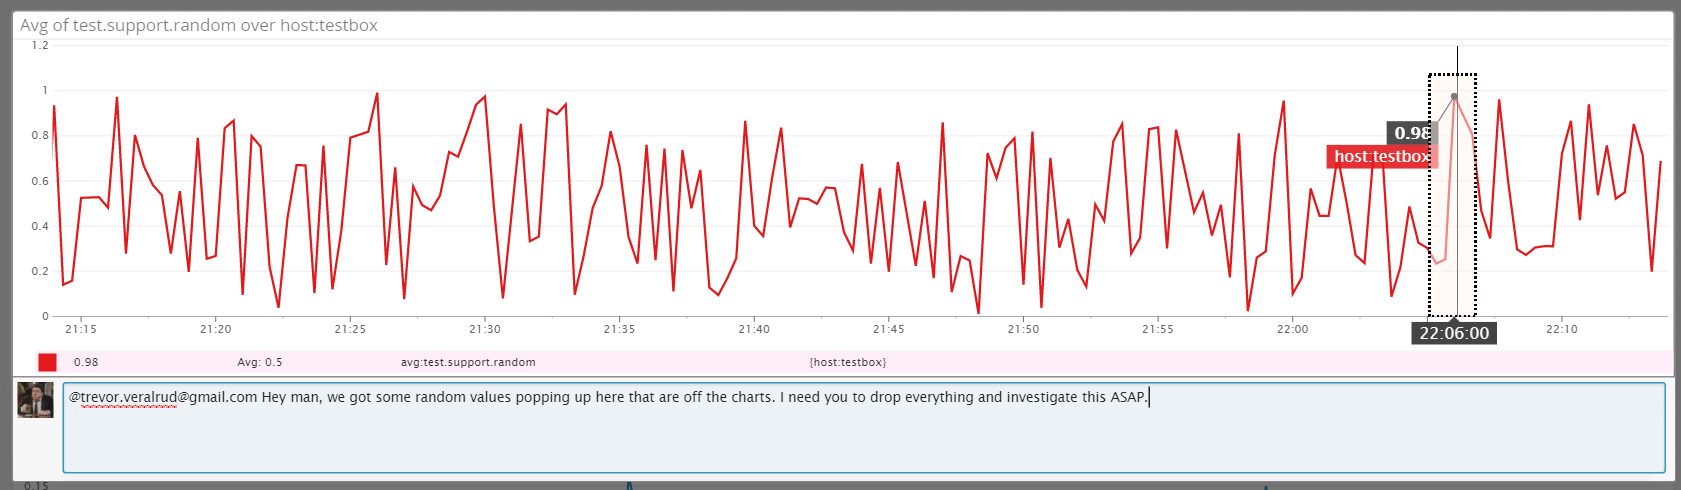 Avg of test.support.random over host:testbox
1.2
1
0.8
0.6
0.4
0.2
0
0.98
host:testbox
21:15 21:20 21:25 21:30 21:35 21:40 21:45 21:50 21:55 22:00 22:10
22:06:00
0.98 Avg: 0.5 avg:test.support.random {host:testbox}
@trevor.veralrud@gmail.com Hey man, we got some random values popping up here that are off the charts. I need you to drop everything and investigate this ASAP.
0.15